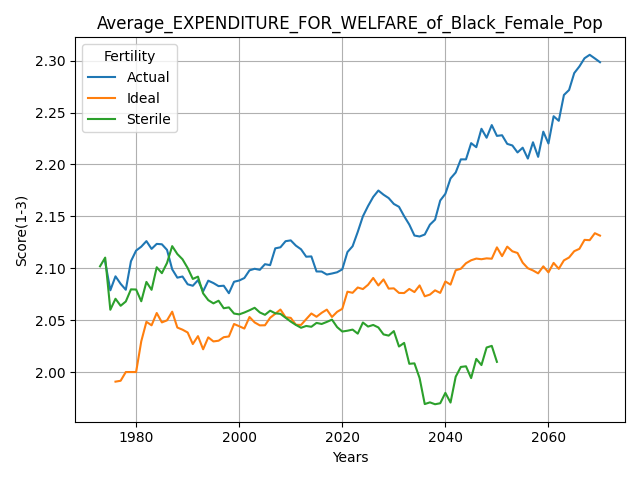 Average_EXPENDITURE_FOR_WELFARE_of_Black_Female_Pop
Fertility
Actual
Ideal
Sterile
2.30
2.25
2.20
2.15
2.10
2.05
2.00
Score(1-3)
1980 2000 2020 2040 2060
Years